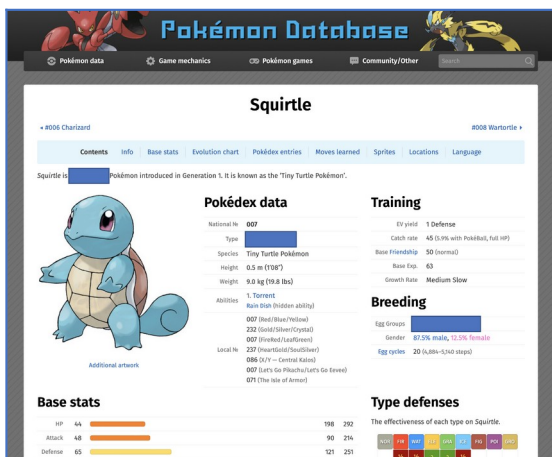 Pokémon Database
Pokémon data
Game mechanics
Pokémon games
Community/Other
Search
Squirtle
◂ #006 Charizard
#008 Wartortle ▸
Contents Info Base stats Evolution chart Pokédex entries Moves learned Sprites Locations Language
Squirtle is Pokémon introduced in Generation 1. It is known as the 'Tiny Turtle Pokémon'.
Additional artwork
Pokédex data
National № 007
Type
Species Tiny Turtle Pokémon
Height 0.5 m (1′08″)
Weight 9.0 kg (19.8 lbs)
Abilities 1. Torrent
Rain Dish (hidden ability)
Local № 007 (Red/Blue/Yellow)
232 (Gold/Silver/Crystal)
007 (FireRed/LeafGreen)
237 (HeartGold/SoulSilver)
086 (X/Y — Central Kalos)
007 (Let's Go Pikachu/Let's Go Eevee)
071 (The Isle of Armor)
Training
EV yield 1 Defense
Catch rate 45 (5.9% with PokéBall, full HP)
Base Friendship 50 (normal)
Base Exp. 63
Growth Rate Medium Slow
Breeding
Egg Groups
Gender 87.5% male, 12.5% female
Egg cycles 20 (4,884–5,140 steps)
Base stats
HP 44 198 292
Attack 48 90 214
Defense 65 121 251
Type defenses
The effectiveness of each type on Squirtle.
NOR FIR WAT ELE GRA ICE FIG POI GRO
½ ½ 2 2 ½